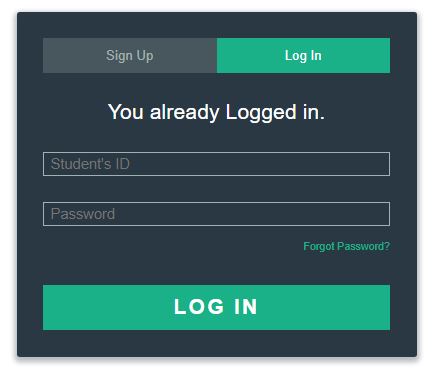 Sign Up Log In
You already Logged in.
Student's ID
Password
Forgot Password?
LOG IN